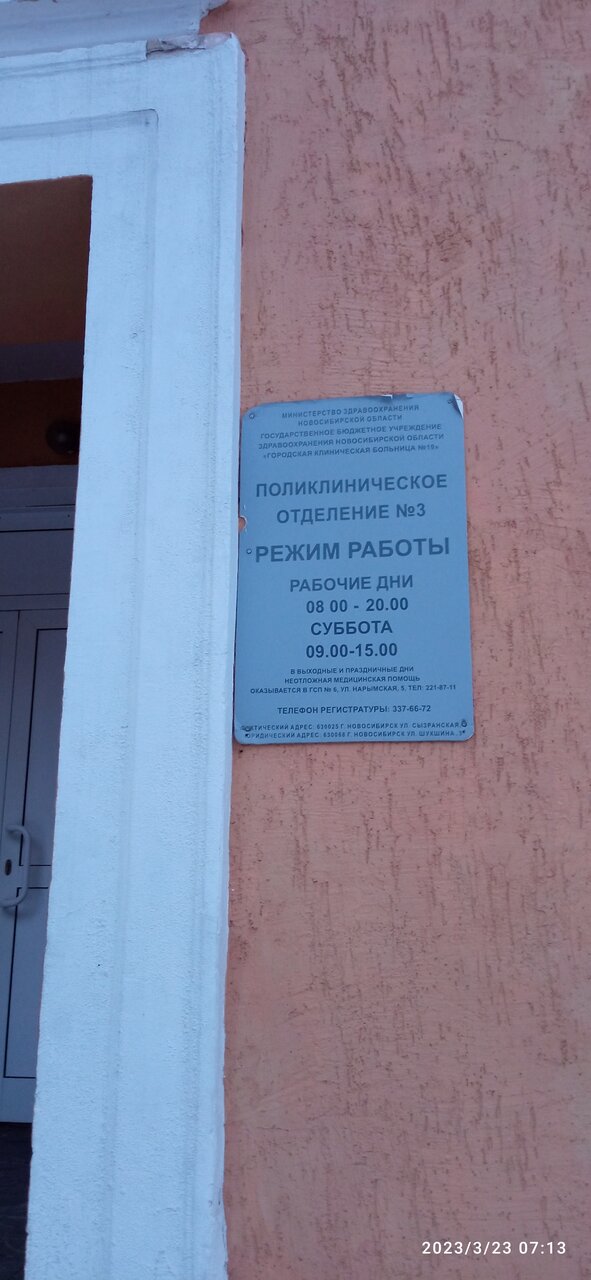 МИНИСТЕРСТВО ЗДРАВООХРАНЕНИЯ
НОВОСИБИРСКОЙ ОБЛАСТИ
ГОСУДАРСТВЕННОЕ БЮДЖЕТНОЕ УЧРЕЖДЕНИЕ
ЗДРАВООХРАНЕНИЯ НОВОСИБИРСКОЙ ОБЛАСТИ
«ГОРОДСКАЯ КЛИНИЧЕСКАЯ БОЛЬНИЦА №19»
ПОЛИКЛИНИЧЕСКОЕ
ОТДЕЛЕНИЕ №3
РЕЖИМ РАБОТЫ
РАБОЧИЕ ДНИ
08 00 - 20.00
СУББОТА
09.00-15.00
В ВЫХОДНЫЕ И ПРАЗДНИЧНЫЕ ДНИ
НЕОТЛОЖНАЯ МЕДИЦИНСКАЯ ПОМОЩЬ
ОКАЗЫВАЕТСЯ В ГСП № 6, УЛ. НАРЫМСКАЯ, 5, ТЕЛ: 221-87-11
ТЕЛЕФОН РЕГИСТРАТУРЫ: 337-66-72
АДРЕС: 630025 Г. НОВОСИБИРСК УЛ. СЫЗРАНСКАЯ,
АДРЕС: 630068 Г. НОВОСИБИРСК УЛ. ШУКШИНА, 3
2023/3/23 07:13